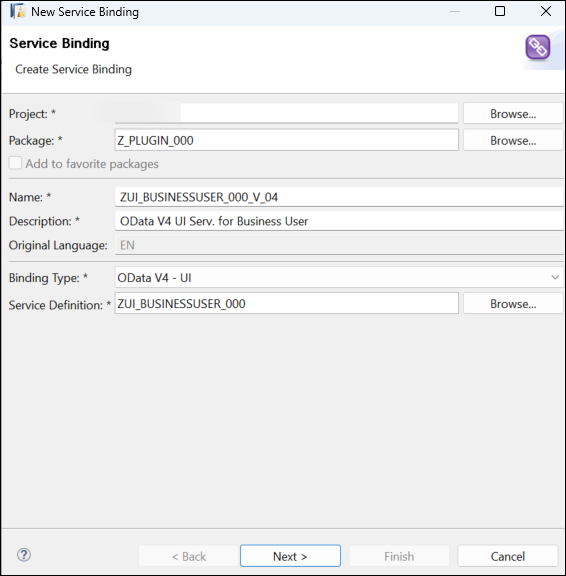 New Service Binding
Service Binding
Create Service Binding
Project: *
Browse...
Package: * Z_PLUGIN_000 Browse...
Add to favorite packages
Name: * ZUI_BUSINESSUSER_000_V_04
Description: * OData V4 UI Serv. for Business User
Original Language: EN
Binding Type: * OData V4 - UI
Service Definition: * ZUI_BUSINESSUSER_000 Browse...
? < Back Next > Finish Cancel